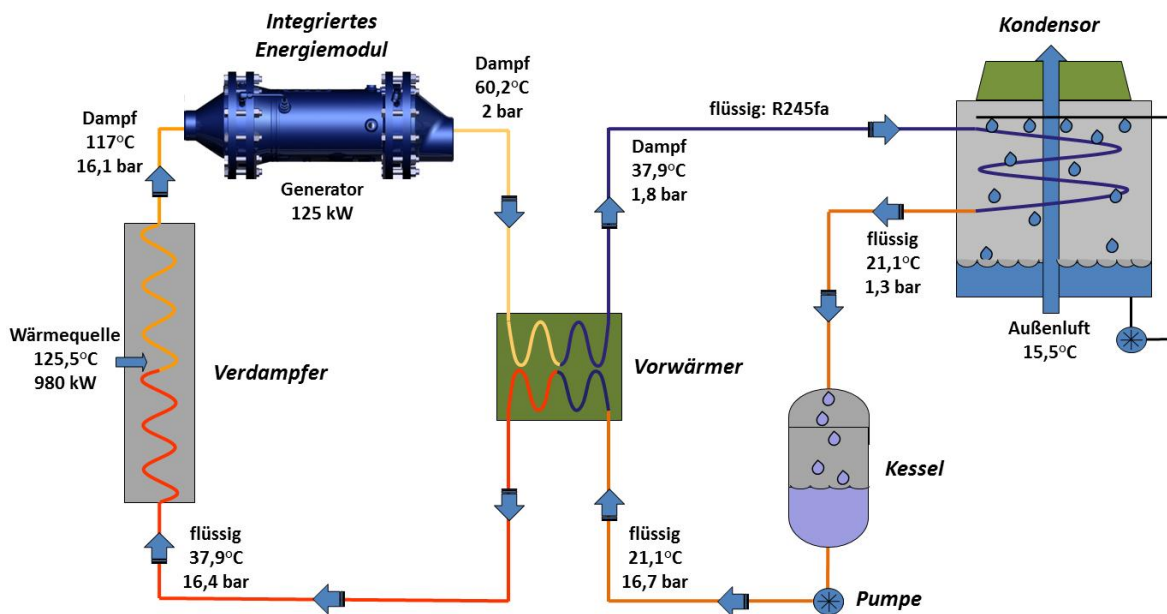 Integriertes
Energiemodul
Kondensor
Dampf
60,2°C
2 bar
flüssig: R245fa
Dampf
117°C
16,1 bar
Dampf
37,9°C
1,8 bar
Generator
125 kW
flüssig
21,1°C
1,3 bar
Außenluft
15,5°C
Wärmequelle
125,5°C
980 kW
Verdampfer
Vorwärmer
Kessel
flüssig
37,9°C
16,4 bar
flüssig
21,1°C
16,7 bar
Pumpe